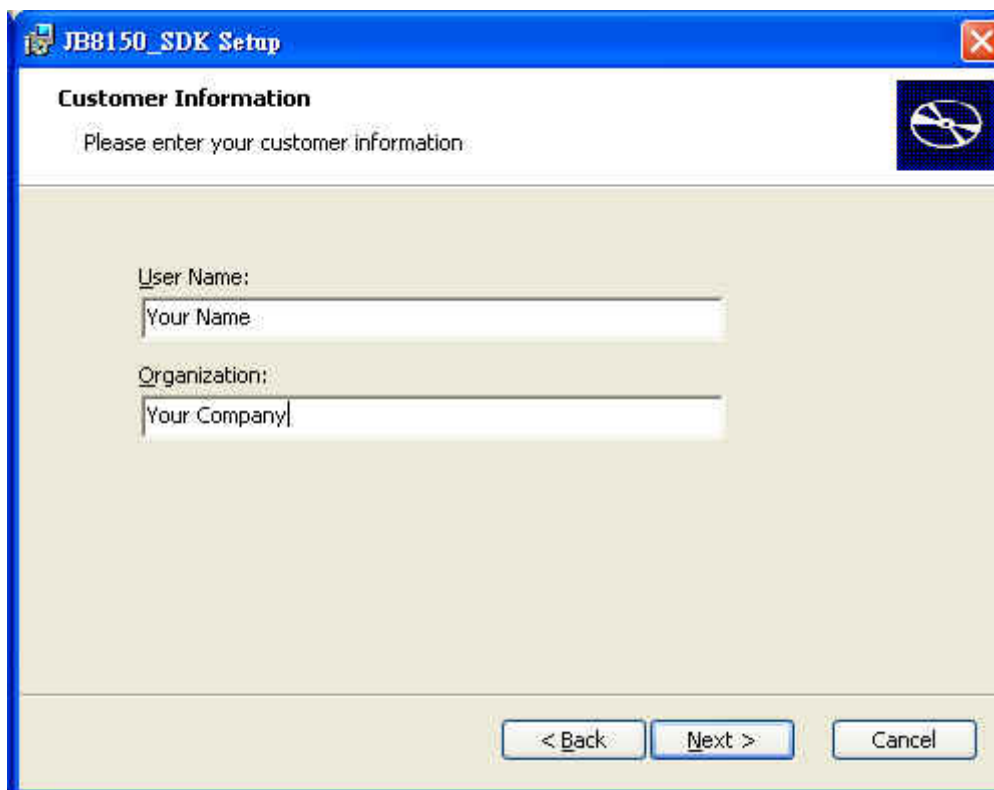 JB8150_SDK Setup
Customer Information
Please enter your customer information
User Name:
Your Name
Organization:
Your Company
< Back
Next >
Cancel